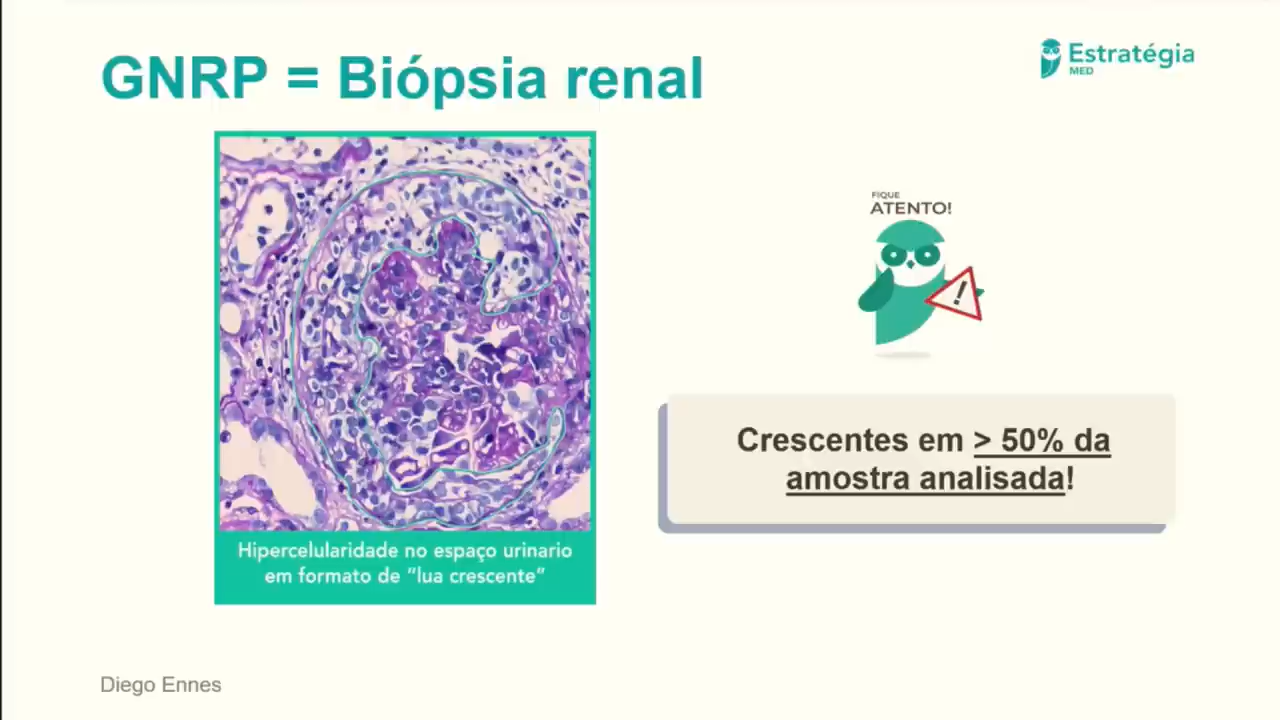 GNRP = Biópsia renal
Estratégia
MED
FIQUE
ATENTO!
!
Crescentes em > 50% da
amostra analisada!
Hipercelularidade no espaço urinario
em formato de "lua crescente"
Diego Ennes